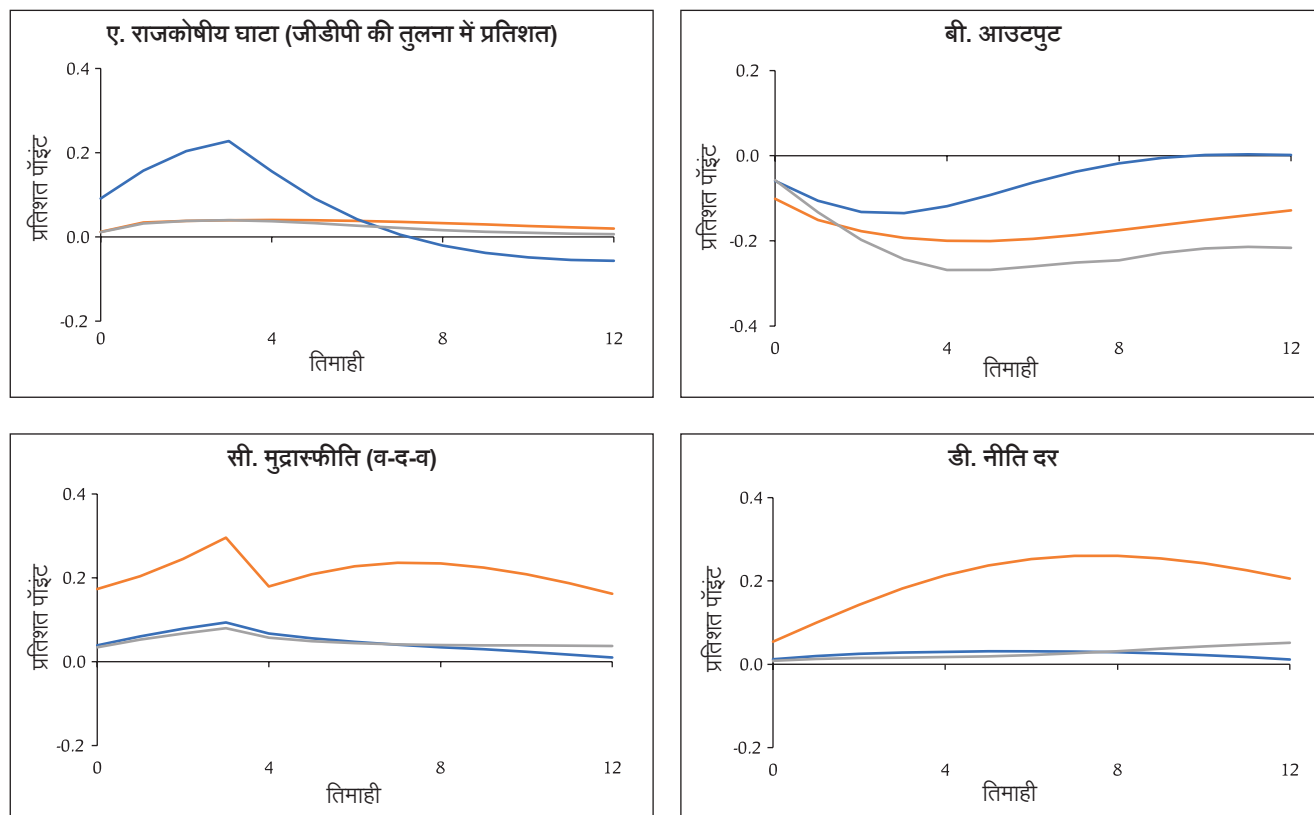 ए. राजकोषीय घाटा (जीडीपी की तुलना में प्रतिशत)
प्रतिशत पॉइंट
0.4
0.2
0.0
-0.2
0 4 8 12
तिमाही
बी. आउटपुट
प्रतिशत पॉइंट
0.2
0.0
-0.2
-0.4
0 4 8 12
तिमाही
सी. मुद्रास्फीति (व-द-व)
प्रतिशत पॉइंट
0.4
0.2
0.0
-0.2
0 4 8 12
तिमाही
डी. नीति दर
प्रतिशत पॉइंट
0.4
0.2
0.0
-0.2
0 4 8 12
तिमाही